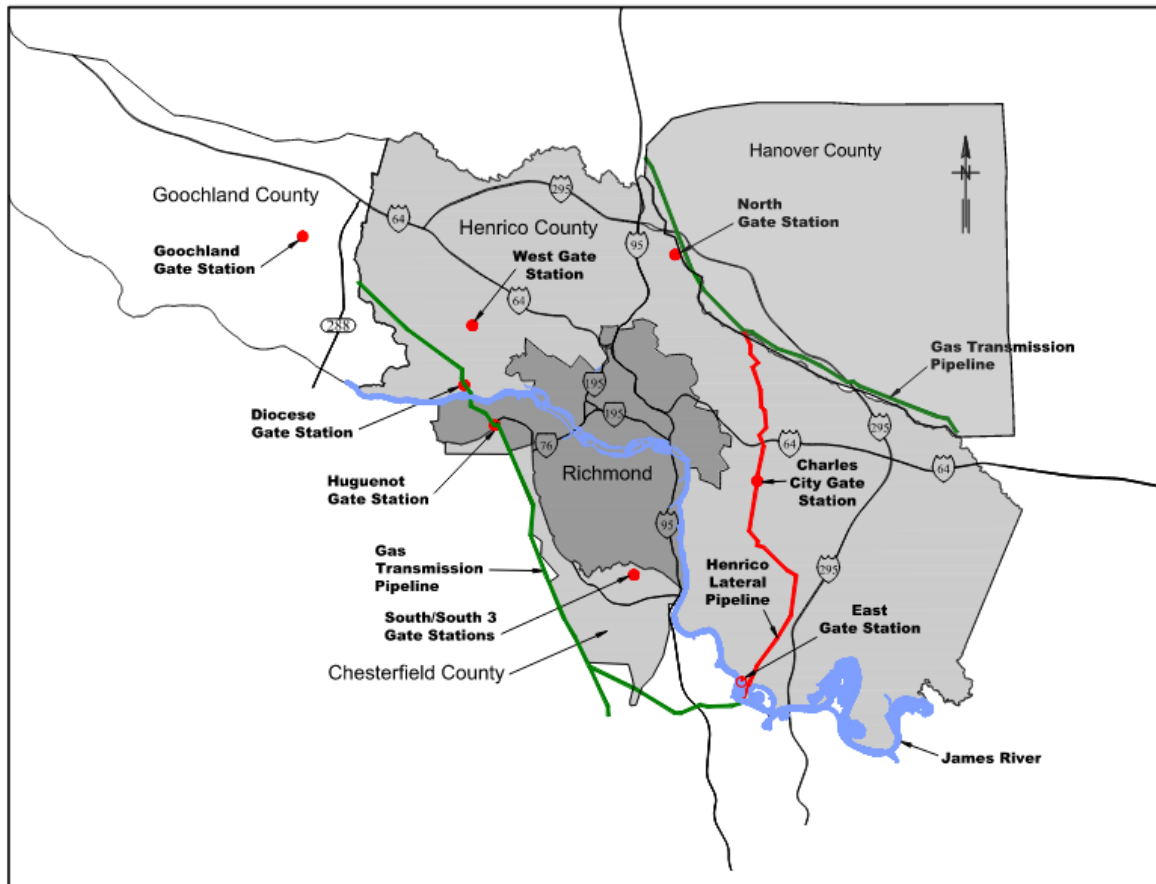 Hanover County
Goochland County
295
64
Henrico County
North
Gate Station
Goochland
Gate Station
West Gate
Station
95
64
288
Gas Transmission
Pipeline
195
Diocese
Gate Station
195
295
76
64
64
Huguenot
Gate Station
Richmond
Charles
City Gate
Station
95
Gas
Transmission
Pipeline
Henrico
Lateral
Pipeline
295
South/South 3
Gate Stations
East
Gate Station
Chesterfield County
James River
N